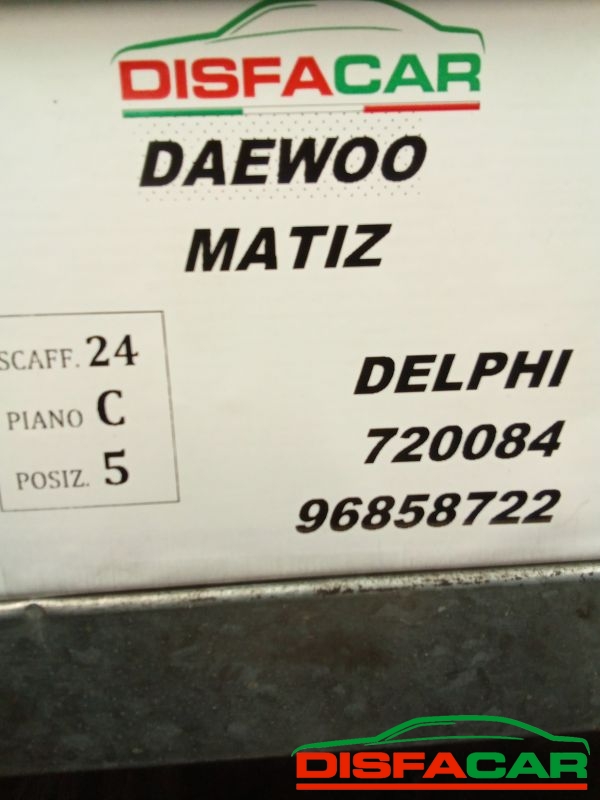 DISFACAR
DAEWOO
MATIZ
SCAFF. 24
PIANO C
POSIZ. 5
DELPHI
720084
96858722
DISFACAR